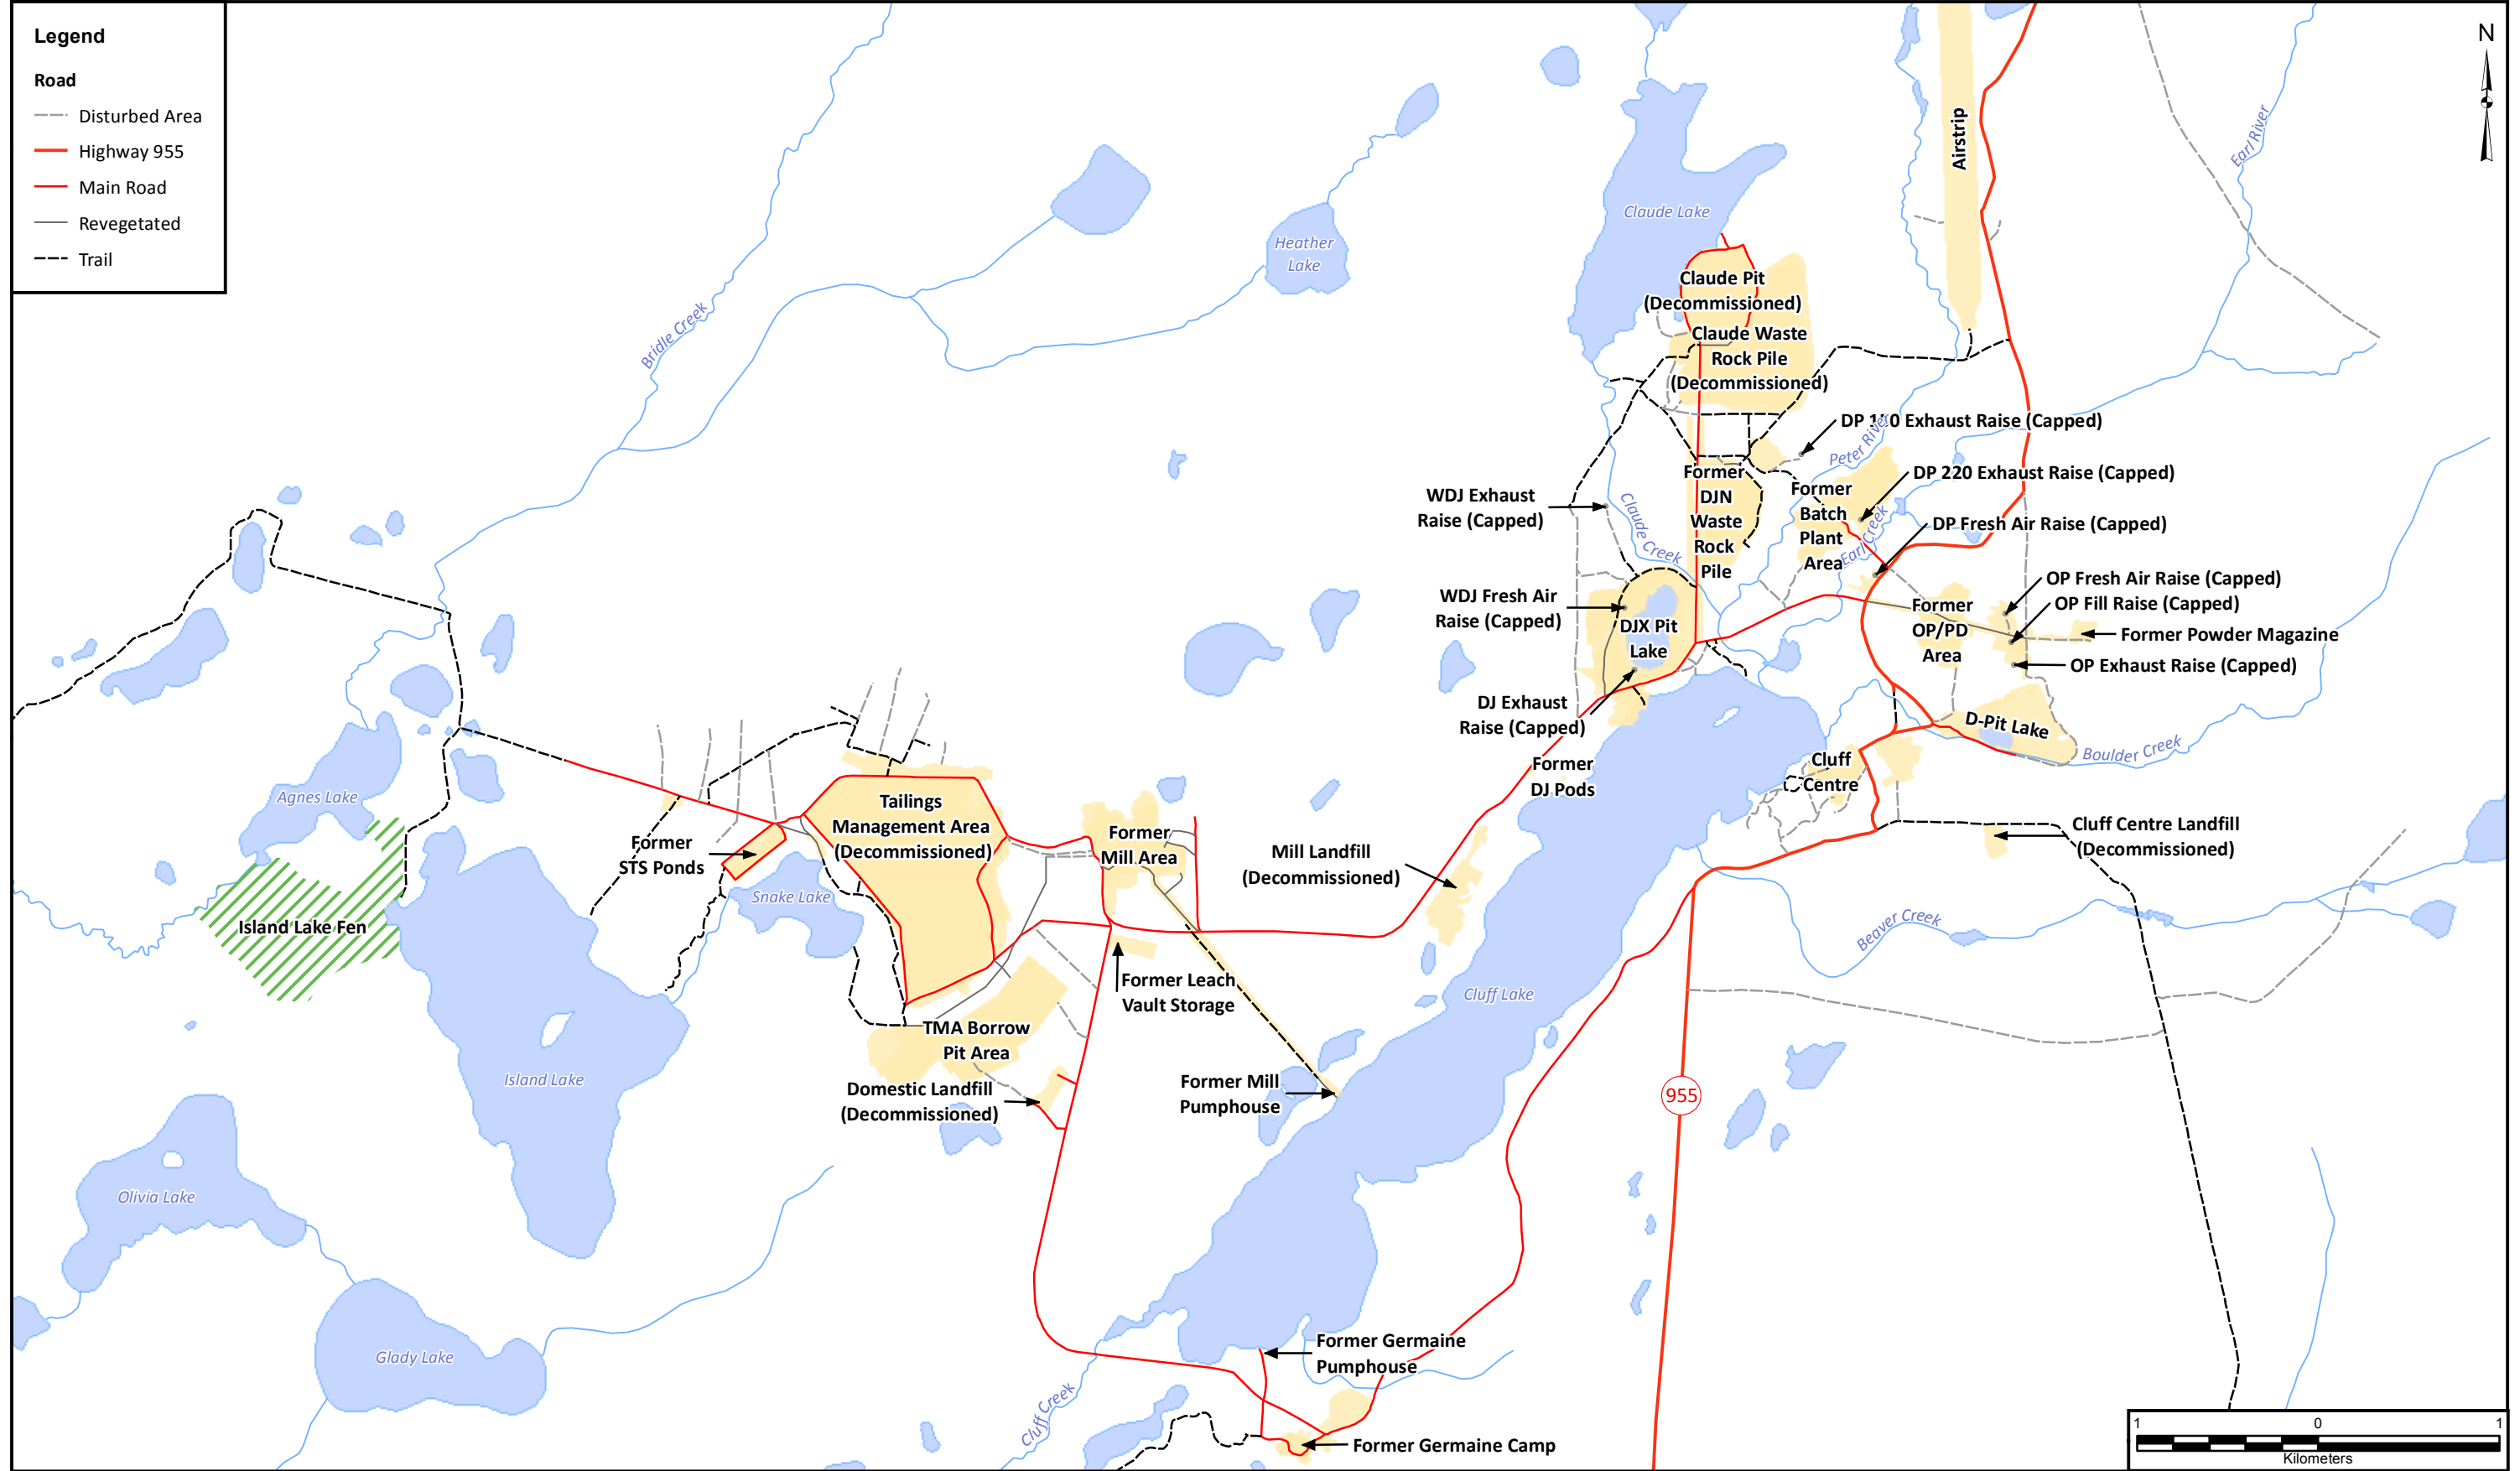 Legend
Road
Disturbed Area
Highway 955
Main Road
Revegetated
Trail
N
Airstrip
Earl River
Claude Lake
Heather
Lake
Bridle Creek
Claude Pit
(Decommissioned)
Claude Waste
Rock Pile
(Decommissioned)
Exhaust Raise (Capped)
Peter River
DP 220 Exhaust Raise (Capped)
WDJ Exhaust
Raise (Capped)
Former
DJN
Waste
Rock
Pile
Former
Batch
Plant
Area
Claude Creek
Earl Creek
DP Fresh Air Raise (Capped)
OP Fresh Air Raise (Capped)
OP Fill Raise (Capped)
Former Powder Magazine
OP Exhaust Raise (Capped)
WDJ Fresh Air
Raise (Capped)
DJX Pit
Lake
Former
OP/PD
Area
DJ Exhaust
Raise (Capped)
D-Pit Lake
Boulder Creek
Former
DJ Pods
Cluff
Centre
Agnes Lake
Tailings
Management Area
(Decommissioned)
Former
Mill Area
Former
STS Ponds
Mill Landfill
(Decommissioned)
Cluff Centre Landfill
(Decommissioned)
Snake Lake
Island Lake Fen
Beaver Creek
Former Leach
Vault Storage
Cluff Lake
TMA Borrow
Pit Area
Island Lake
Domestic Landfill
(Decommissioned)
Former Mill
Pumphouse
955
Olivia Lake
Glady Lake
Former Germaine
Pumphouse
Cluff Creek
Former Germaine Camp
1 0 1
Kilometers